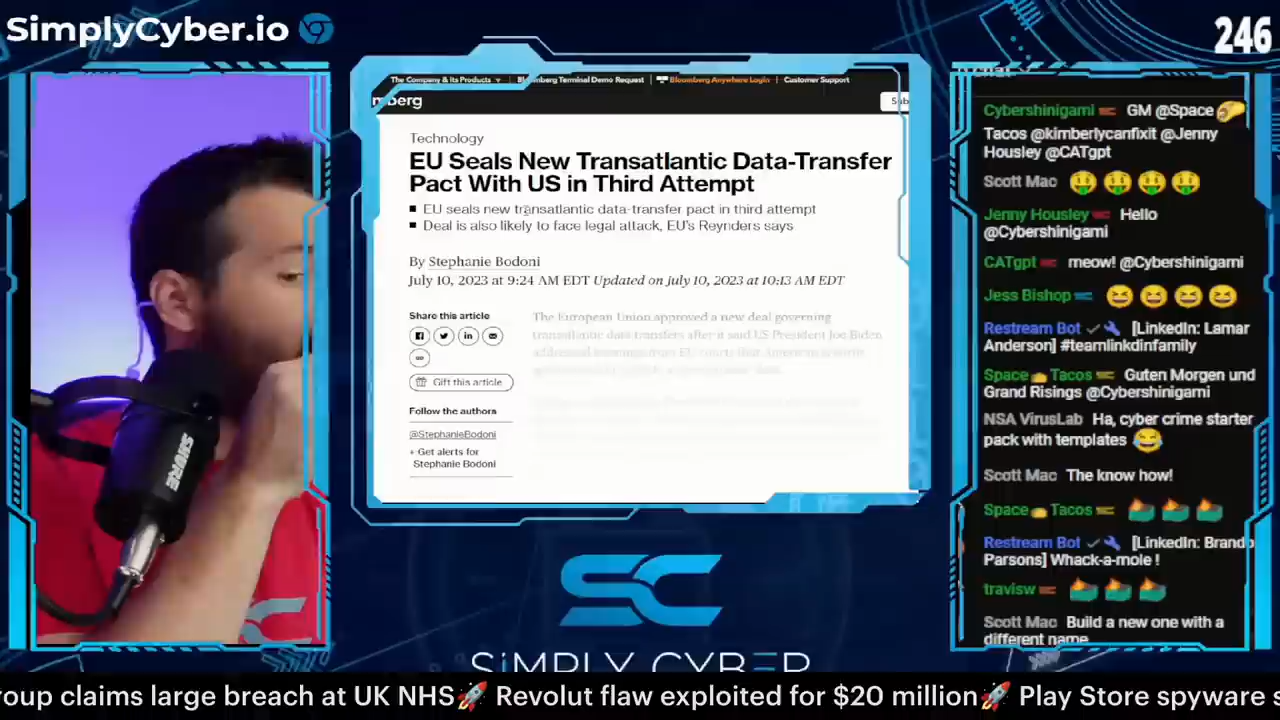 SimplyCyber.io
246
The Company & Its Products
Bloomberg Terminal Demo Request
Bloomberg Anywhere Login
Customer Support
mberg
Sub
Technology
EU Seals New Transatlantic Data-Transfer
Pact With US in Third Attempt
EU seals new transatlantic data-transfer pact in third attempt
Deal is also likely to face legal attack, EU's Reynders says
By Stephanie Bodoni
July 10, 2023 at 9:24 AM EDT Updated on July 10, 2023 at 10:13 AM EDT
Share this article
Gift this article
Follow the authors
@StephanieBodoni
+ Get alerts for
Stephanie Bodoni
The European Union approved a new deal governing
transatlantic data transfers after it said US President Joe Biden
SHURE
Cybershinigami GM @Space
Tacos @kimberlycanfixit @Jenny
Housley @CATgpt
Scott Mac
Jenny Housley Hello
@Cybershinigami
CATgpt meow! @Cybershinigami
Jess Bishop
Restream Bot [LinkedIn: Lamar
Anderson] #teamlinkdinfamily
Space Tacos Guten Morgen und
Grand Risings @Cybershinigami
NSA VirusLab Ha, cyber crime starter
pack with templates
Scott Mac The know how!
Space Tacos
Restream Bot [LinkedIn: Brando
Parsons] Whack-a-mole !
travisw
Scott Mac Build a new one with a
different name
SC
SIMPLY CYBER
roup claims large breach at UK NHS🚀 Revolut flaw exploited for $20 million🚀 Play Store spyware s